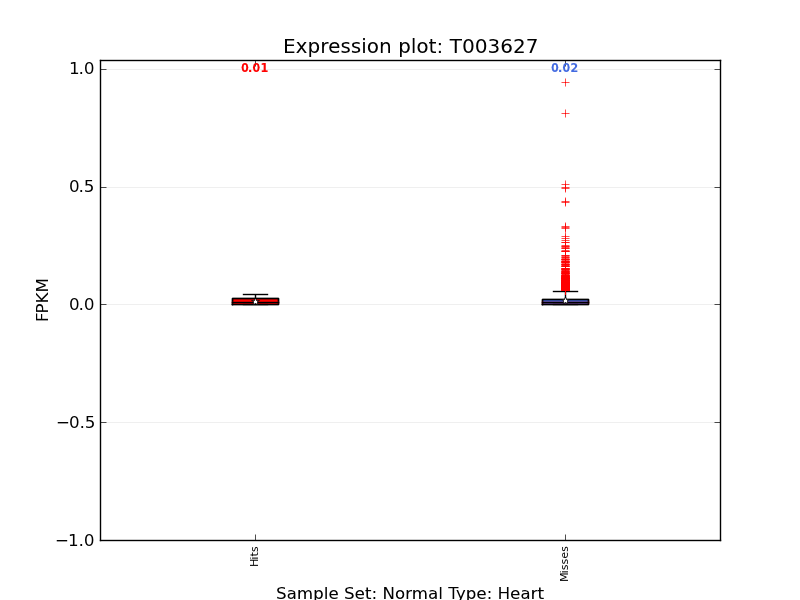 Expression plot: T003627
0.01
0.02
1.0
0.5
0.0
−0.5
−1.0
FPKM
Hits
Misses
Sample Set: Normal Type: Heart